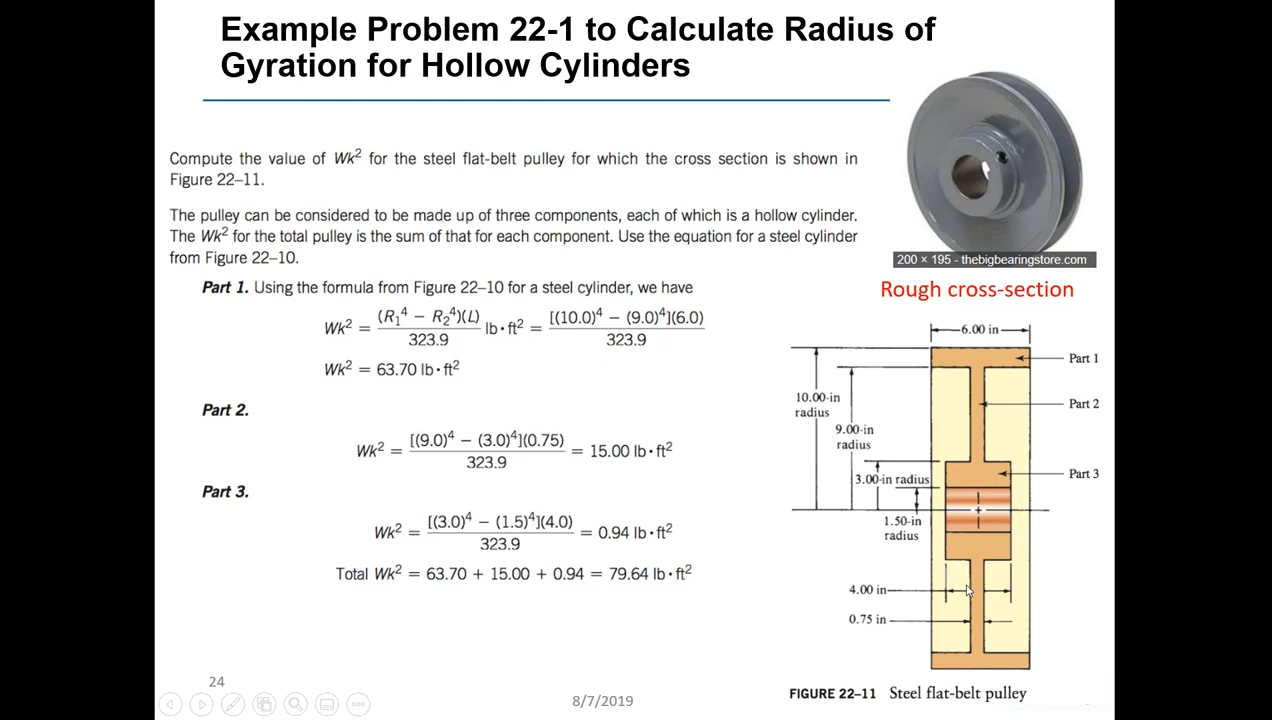 Example Problem 22-1 to Calculate Radius of
Gyration for Hollow Cylinders
Compute the value of Wk² for the steel flat-belt pulley for which the cross section is shown in
Figure 22–11.
The pulley can be considered to be made up of three components, each of which is a hollow cylinder.
The Wk² for the total pulley is the sum of that for each component. Use the equation for a steel cylinder
from Figure 22–10.
Part 1. Using the formula from Figure 22–10 for a steel cylinder, we have
Wk² = (R₁⁴ − R₂⁴)(L) / 323.9 lb·ft² = [(10.0)⁴ − (9.0)⁴](6.0) / 323.9
Wk² = 63.70 lb·ft²
Part 2.
Wk² = [(9.0)⁴ − (3.0)⁴](0.75) / 323.9 = 15.00 lb·ft²
Part 3.
Wk² = [(3.0)⁴ − (1.5)⁴](4.0) / 323.9 = 0.94 lb·ft²
Total Wk² = 63.70 + 15.00 + 0.94 = 79.64 lb·ft²
200 × 195 - thebigbearingstore.com
Rough cross-section
6.00 in
Part 1
10.00-in
radius
Part 2
9.00-in
radius
3.00-in radius
Part 3
1.50-in
radius
4.00 in
0.75 in
FIGURE 22–11 Steel flat-belt pulley
24
8/7/2019